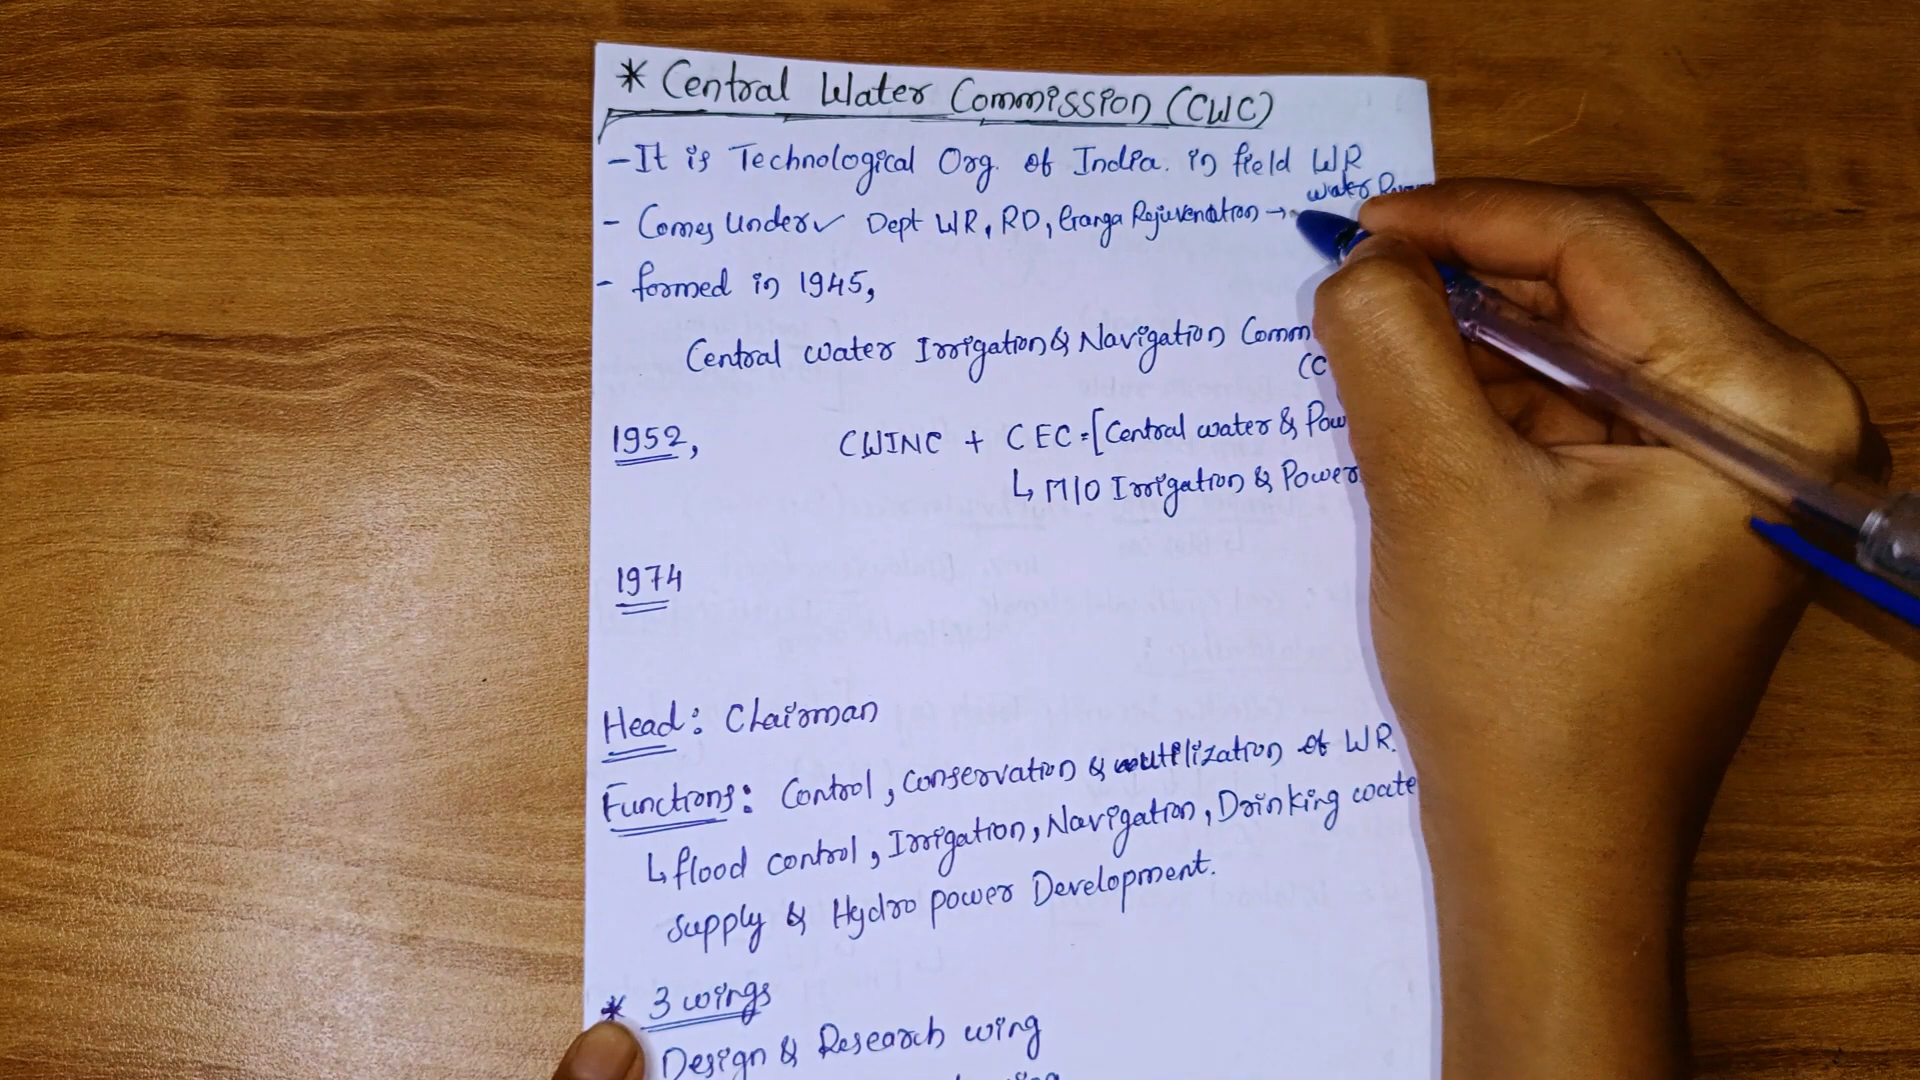 * Central Water Commission (CWC)
- It is Technological Org. of India. in field WR
water
- Comes Under Dept WR, RD, Ganga Rejuvenation →
- formed in 1945,
Central water Irrigation & Navigation Comm
(C
1952, CWINC + CEC = [Central water & Pow
↳ M/O Irrigation & Power
1974
Head: Chairman
Functions: Control, Conservation & utilization of WR.
↳ flood control, Irrigation, Navigation, Drinking wate
supply & Hydro power Development.
* 3 wings
Design & Research wing